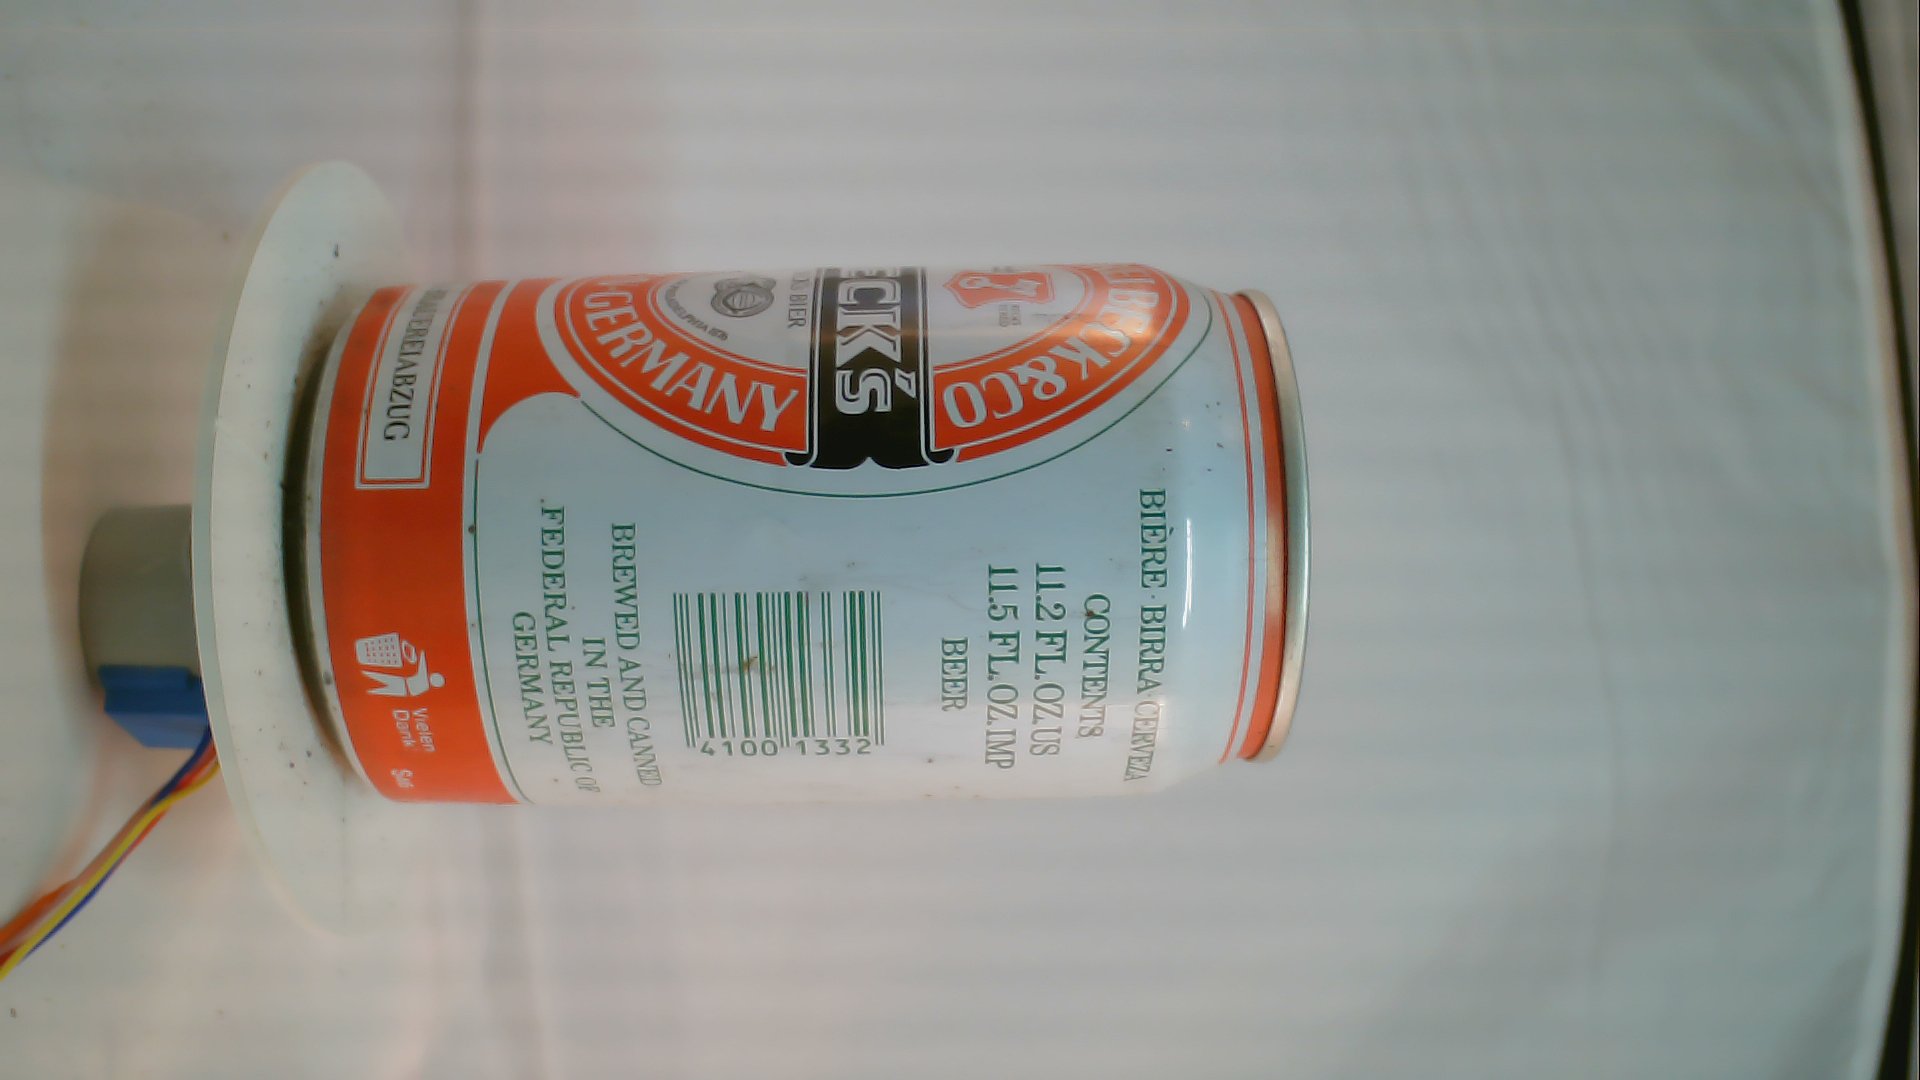 BECK & CO
BECK'S
BIER
GERMANY
BRAUEREIABZUG
BIÈRE · BIRRA · CERVEZA
CONTENTS
11.2 FL.OZ.US
11.5 FL.OZ.IMP
BEER
4100 1332
BREWED AND CANNED
IN THE
FEDERAL REPUBLIC OF
GERMANY
Vielen
Dank